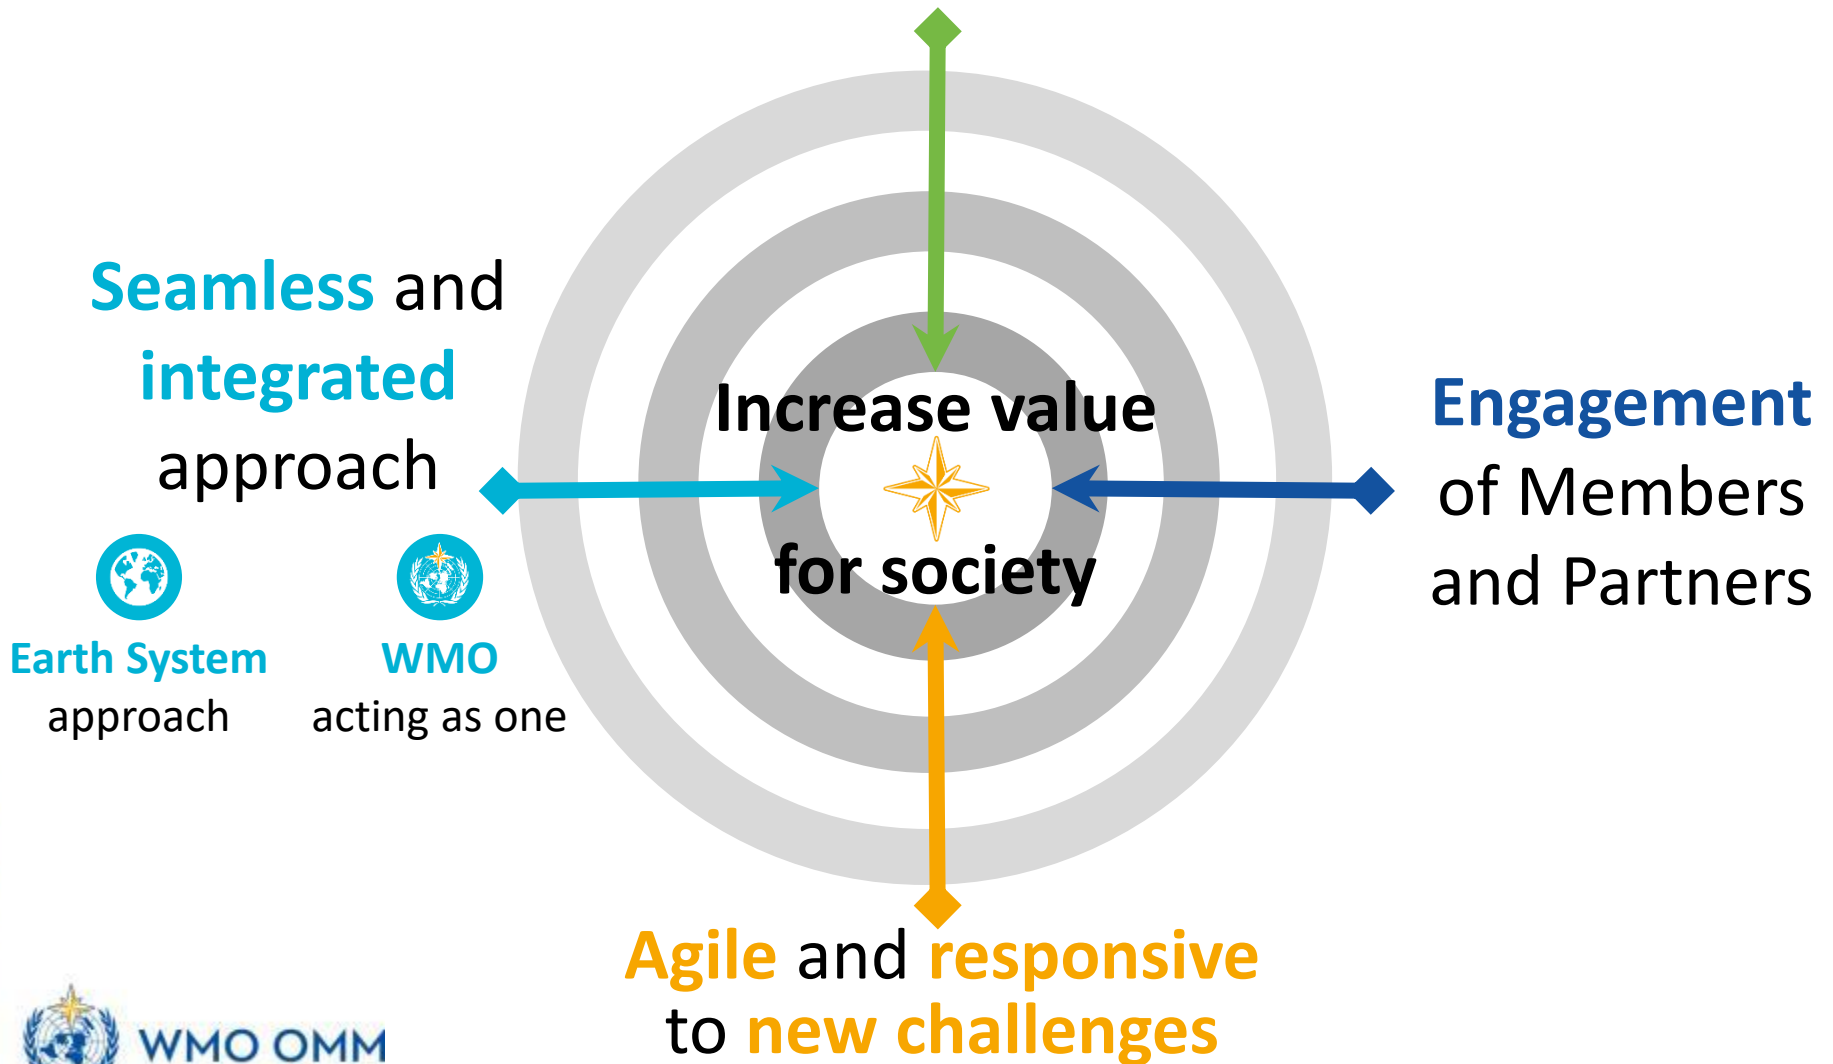 Seamless and
integrated
approach
Earth System
approach
WMO
acting as one
Increase value
for society
Engagement
of Members
and Partners
Agile and responsive
to new challenges
WMO OMM